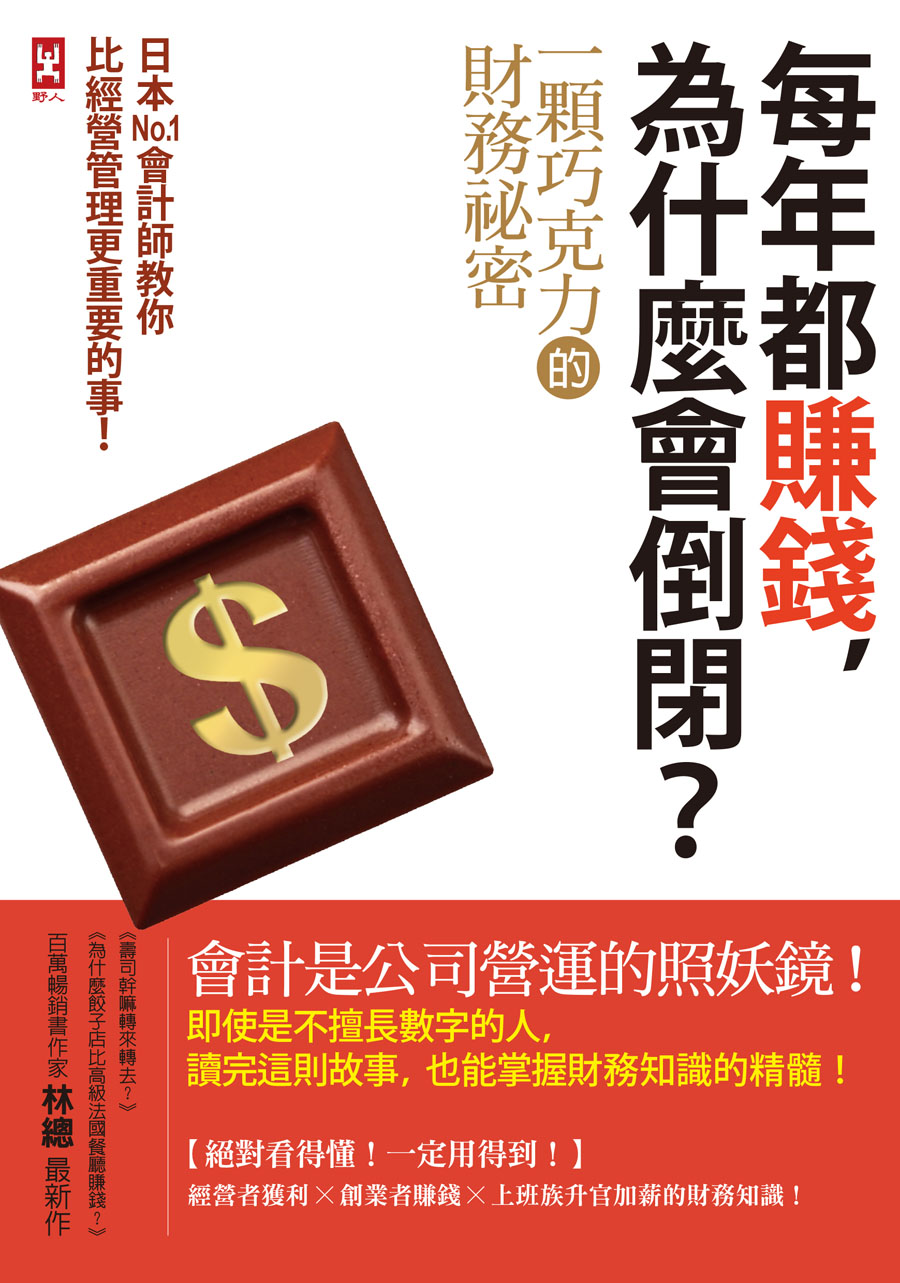 每年都賺錢,
為什麼會倒閉?
一顆巧克力的
財務祕密
日本No.1會計師教你
比經營管理更重要的事!
野人
$
會計是公司營運的照妖鏡!
即使是不擅長數字的人,
讀完這則故事,也能掌握財務知識的精髓!
【絕對看得懂!一定用得到!】
經營者獲利×創業者賺錢×上班族升官加薪的財務知識!
《壽司幹嘛轉來轉去?》
《為什麼餃子店比高級法國餐廳賺錢?》
百萬暢銷書作家 林總 最新作